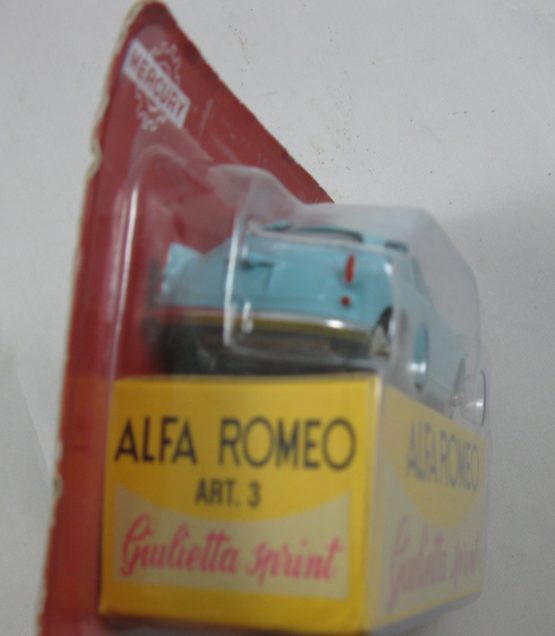 MERCURY
ALFA ROMEO
ART. 3
Giulietta sprint
ALFA ROMEO
Giulietta sprint